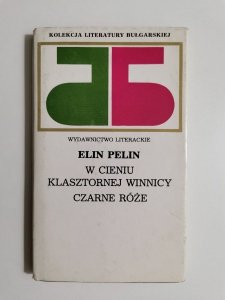 KOLEKCJA LITERATURY BUŁGARSKIEJ
WYDAWNICTWO LITERACKIE
ELIN PELIN
W CIENIU
KLASZTORNEJ WINNICY
CZARNE RÓŻE